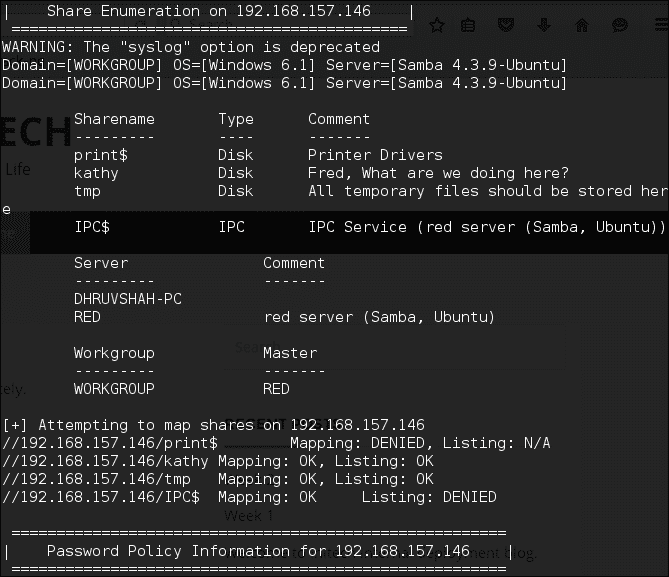 |    Share Enumeration on 192.168.157.146    |
=========================================
WARNING: The "syslog" option is deprecated
Domain=[WORKGROUP] OS=[Windows 6.1] Server=[Samba 4.3.9-Ubuntu]
Domain=[WORKGROUP] OS=[Windows 6.1] Server=[Samba 4.3.9-Ubuntu]
Sharename       Type      Comment
---------       ----      -------
print$          Disk      Printer Drivers
kathy           Disk      Fred, What are we doing here?
tmp             Disk      All temporary files should be stored her
e
IPC$            IPC       IPC Service (red server (Samba, Ubuntu))
Server               Comment
---------            -------
DHRUVSHAH-PC
RED                  red server (Samba, Ubuntu)
Workgroup            Master
---------            -------
WORKGROUP            RED
[+] Attempting to map shares on 192.168.157.146
//192.168.157.146/print$        Mapping: DENIED, Listing: N/A
//192.168.157.146/kathy Mapping: OK, Listing: OK
//192.168.157.146/tmp   Mapping: OK, Listing: OK
//192.168.157.146/IPC$  Mapping: OK     Listing: DENIED
=======================================================
|    Password Policy Information for 192.168.157.146    |
=======================================================
ECH
Life
Search
tely.
Week 1
blog.